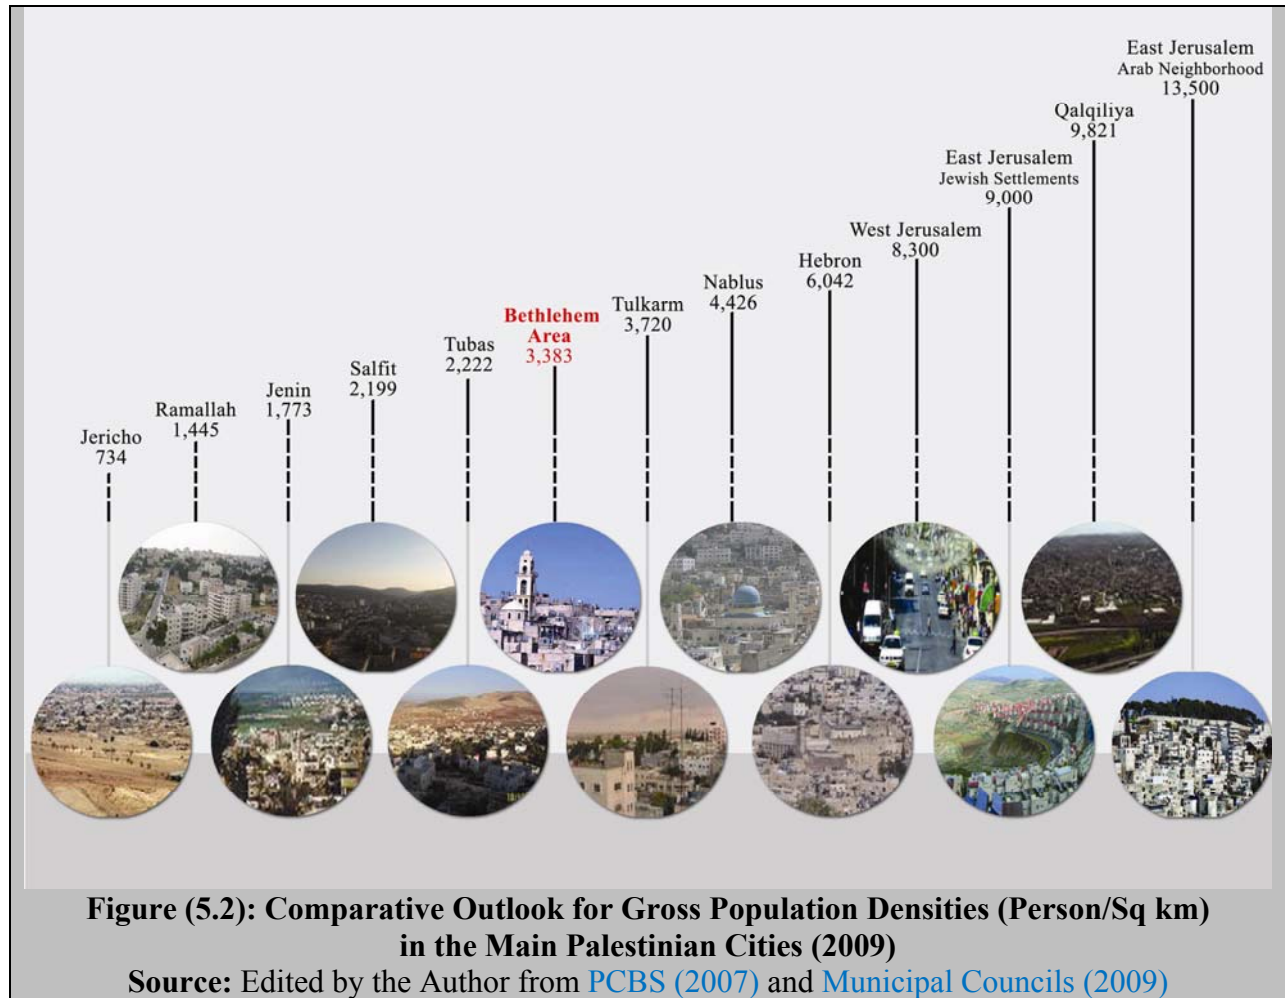 Jericho
734
Ramallah
1,445
Jenin
1,773
Salfit
2,199
Tubas
2,222
Bethlehem
Area
3,383
Tulkarm
3,720
Nablus
4,426
Hebron
6,042
West Jerusalem
8,300
East Jerusalem
Jewish Settlements
9,000
Qalqiliya
9,821
East Jerusalem
Arab Neighborhood
13,500
Figure (5.2): Comparative Outlook for Gross Population Densities (Person/Sq km)
in the Main Palestinian Cities (2009)
Source: Edited by the Author from PCBS (2007) and Municipal Councils (2009)